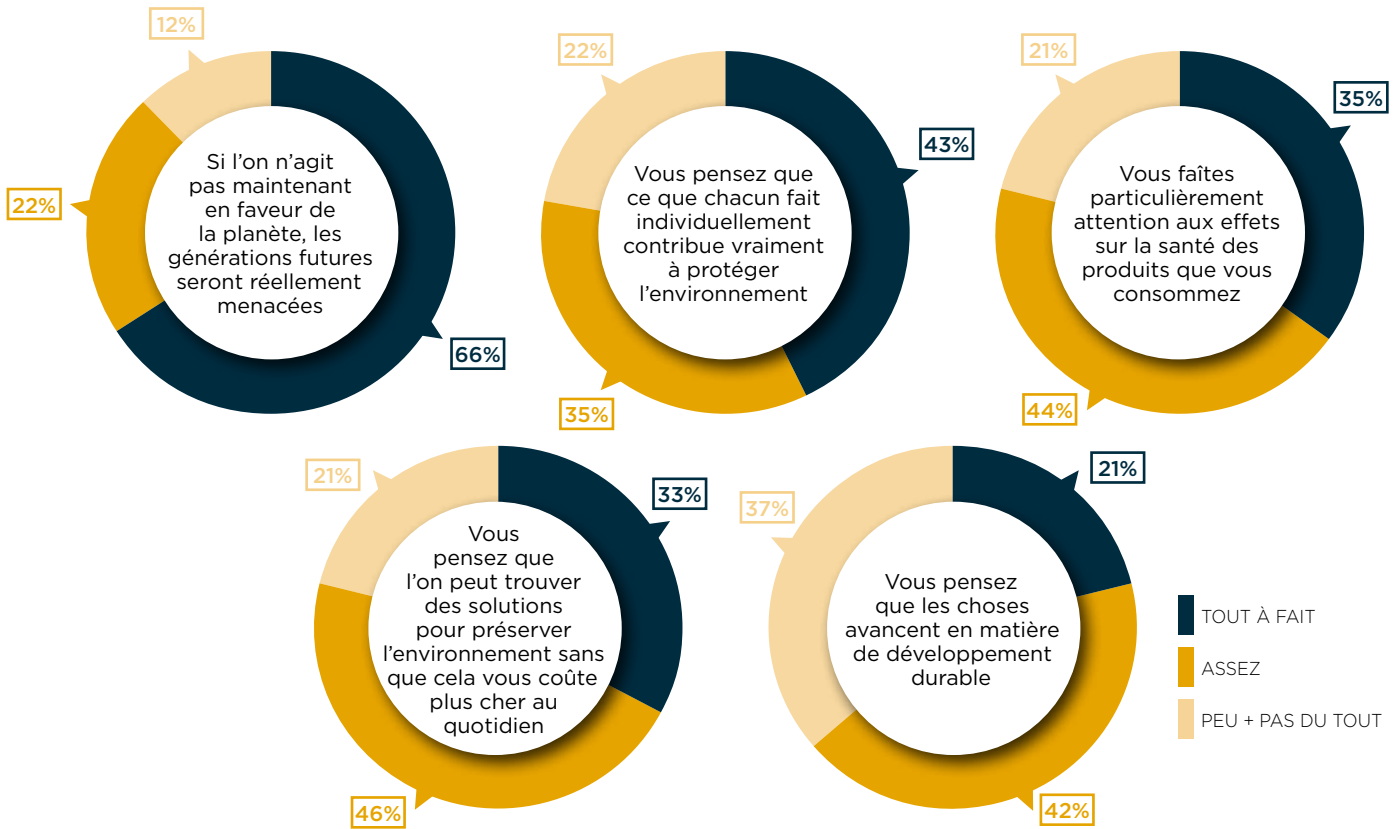 12%
22%
66%
Si l’on n’agit
pas maintenant
en faveur de
la planète, les
générations futures
seront réellement
menacées
22%
43%
35%
Vous pensez que
ce que chacun fait
individuellement
contribue vraiment
à protéger
l’environnement
21%
35%
44%
Vous faîtes
particulièrement
attention aux effets
sur la santé des
produits que vous
consommez
21%
33%
46%
Vous
pensez que
l’on peut trouver
des solutions
pour préserver
l’environnement sans
que cela vous coûte
plus cher au
quotidien
37%
21%
42%
Vous pensez
que les choses
avancent en matière
de développement
durable
TOUT À FAIT
ASSEZ
PEU + PAS DU TOUT